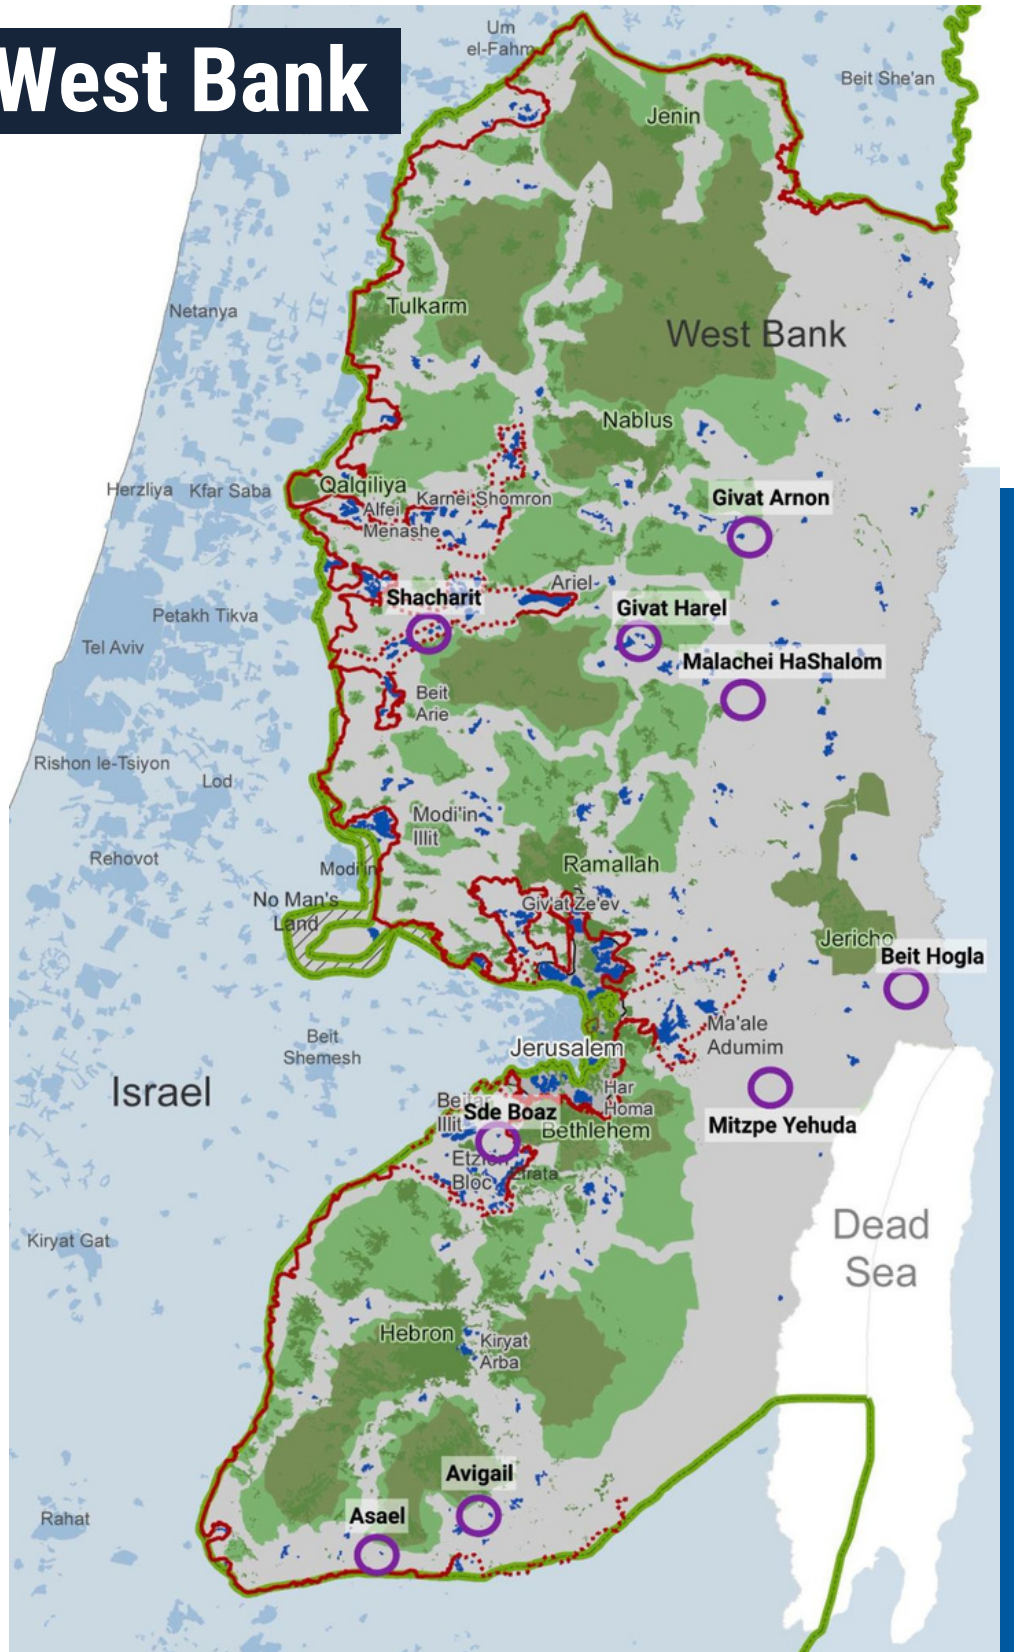 West Bank
Um
el-Fahm
Beit She'an
Jenin
Tulkarm
Netanya
West Bank
Nablus
Herzliya
Kfar Saba
Qalqiliya
Karnei Shomron
Givat Arnon
Alfei
Menashe
Ariel
Shacharit
Givat Harel
Petakh Tikva
Tel Aviv
Malachei HaShalom
Beit
Arie
Rishon le-Tsiyon
Lod
Modi'in
Illit
Rehovot
Modi'in
Ramallah
No Man's
Land
Giv'at Ze'ev
Jericho
Beit Hogla
Beit
Shemesh
Ma'ale
Adumim
Jerusalem
Israel
Har
Homa
Beitar
Illit
Sde Boaz
Bethlehem
Mitzpe Yehuda
Etzion
Bloc
Efrata
Kiryat Gat
Dead
Sea
Hebron
Kiryat
Arba
Avigail
Asael
Rahat